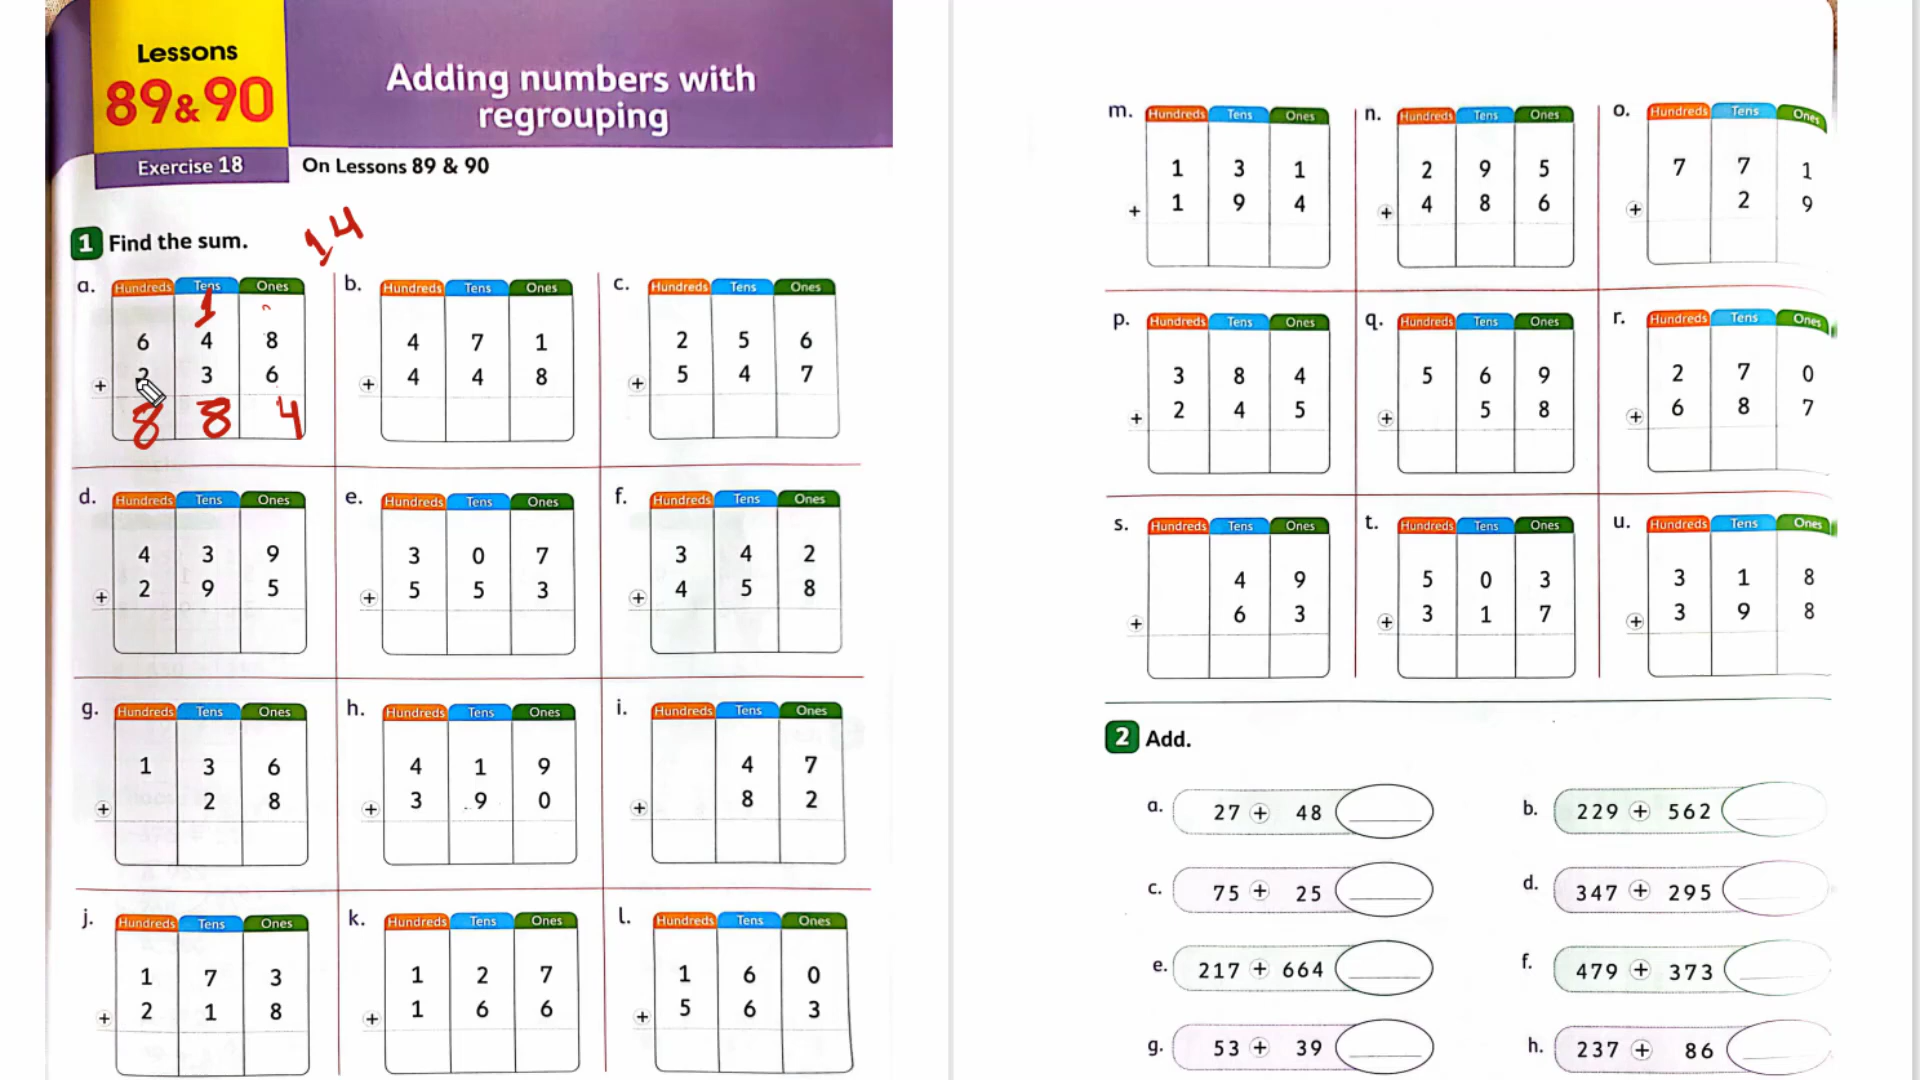 Lessons
89&90
Adding numbers with
regrouping
Exercise 18
On Lessons 89 & 90
1 Find the sum.
14
a. Hundreds Tens Ones
1
6 4 8
+ 2 3 6
8 8 4
b. Hundreds Tens Ones
4 7 1
+ 4 4 8
c. Hundreds Tens Ones
2 5 6
+ 5 4 7
d. Hundreds Tens Ones
4 3 9
+ 2 9 5
e. Hundreds Tens Ones
3 0 7
+ 5 5 3
f. Hundreds Tens Ones
3 4 2
+ 4 5 8
g. Hundreds Tens Ones
1 3 6
+ 2 8
h. Hundreds Tens Ones
4 1 9
+ 3 9 0
i. Hundreds Tens Ones
4 7
+ 8 2
j. Hundreds Tens Ones
1 7 3
+ 2 1 8
k. Hundreds Tens Ones
1 2 7
+ 1 6 6
l. Hundreds Tens Ones
1 6 0
+ 5 6 3
m. Hundreds Tens Ones
1 3 1
+ 1 9 4
n. Hundreds Tens Ones
2 9 5
+ 4 8 6
o. Hundreds Tens Ones
7 7 1
+ 2 9
p. Hundreds Tens Ones
3 8 4
+ 2 4 5
q. Hundreds Tens Ones
5 6 9
+ 5 8
r. Hundreds Tens Ones
2 7 0
+ 6 8 7
s. Hundreds Tens Ones
4 9
+ 6 3
t. Hundreds Tens Ones
5 0 3
+ 3 1 7
u. Hundreds Tens Ones
3 1 8
+ 3 9 8
2 Add.
a. 27 + 48
b. 229 + 562
c. 75 + 25
d. 347 + 295
e. 217 + 664
f. 479 + 373
g. 53 + 39
h. 237 + 86